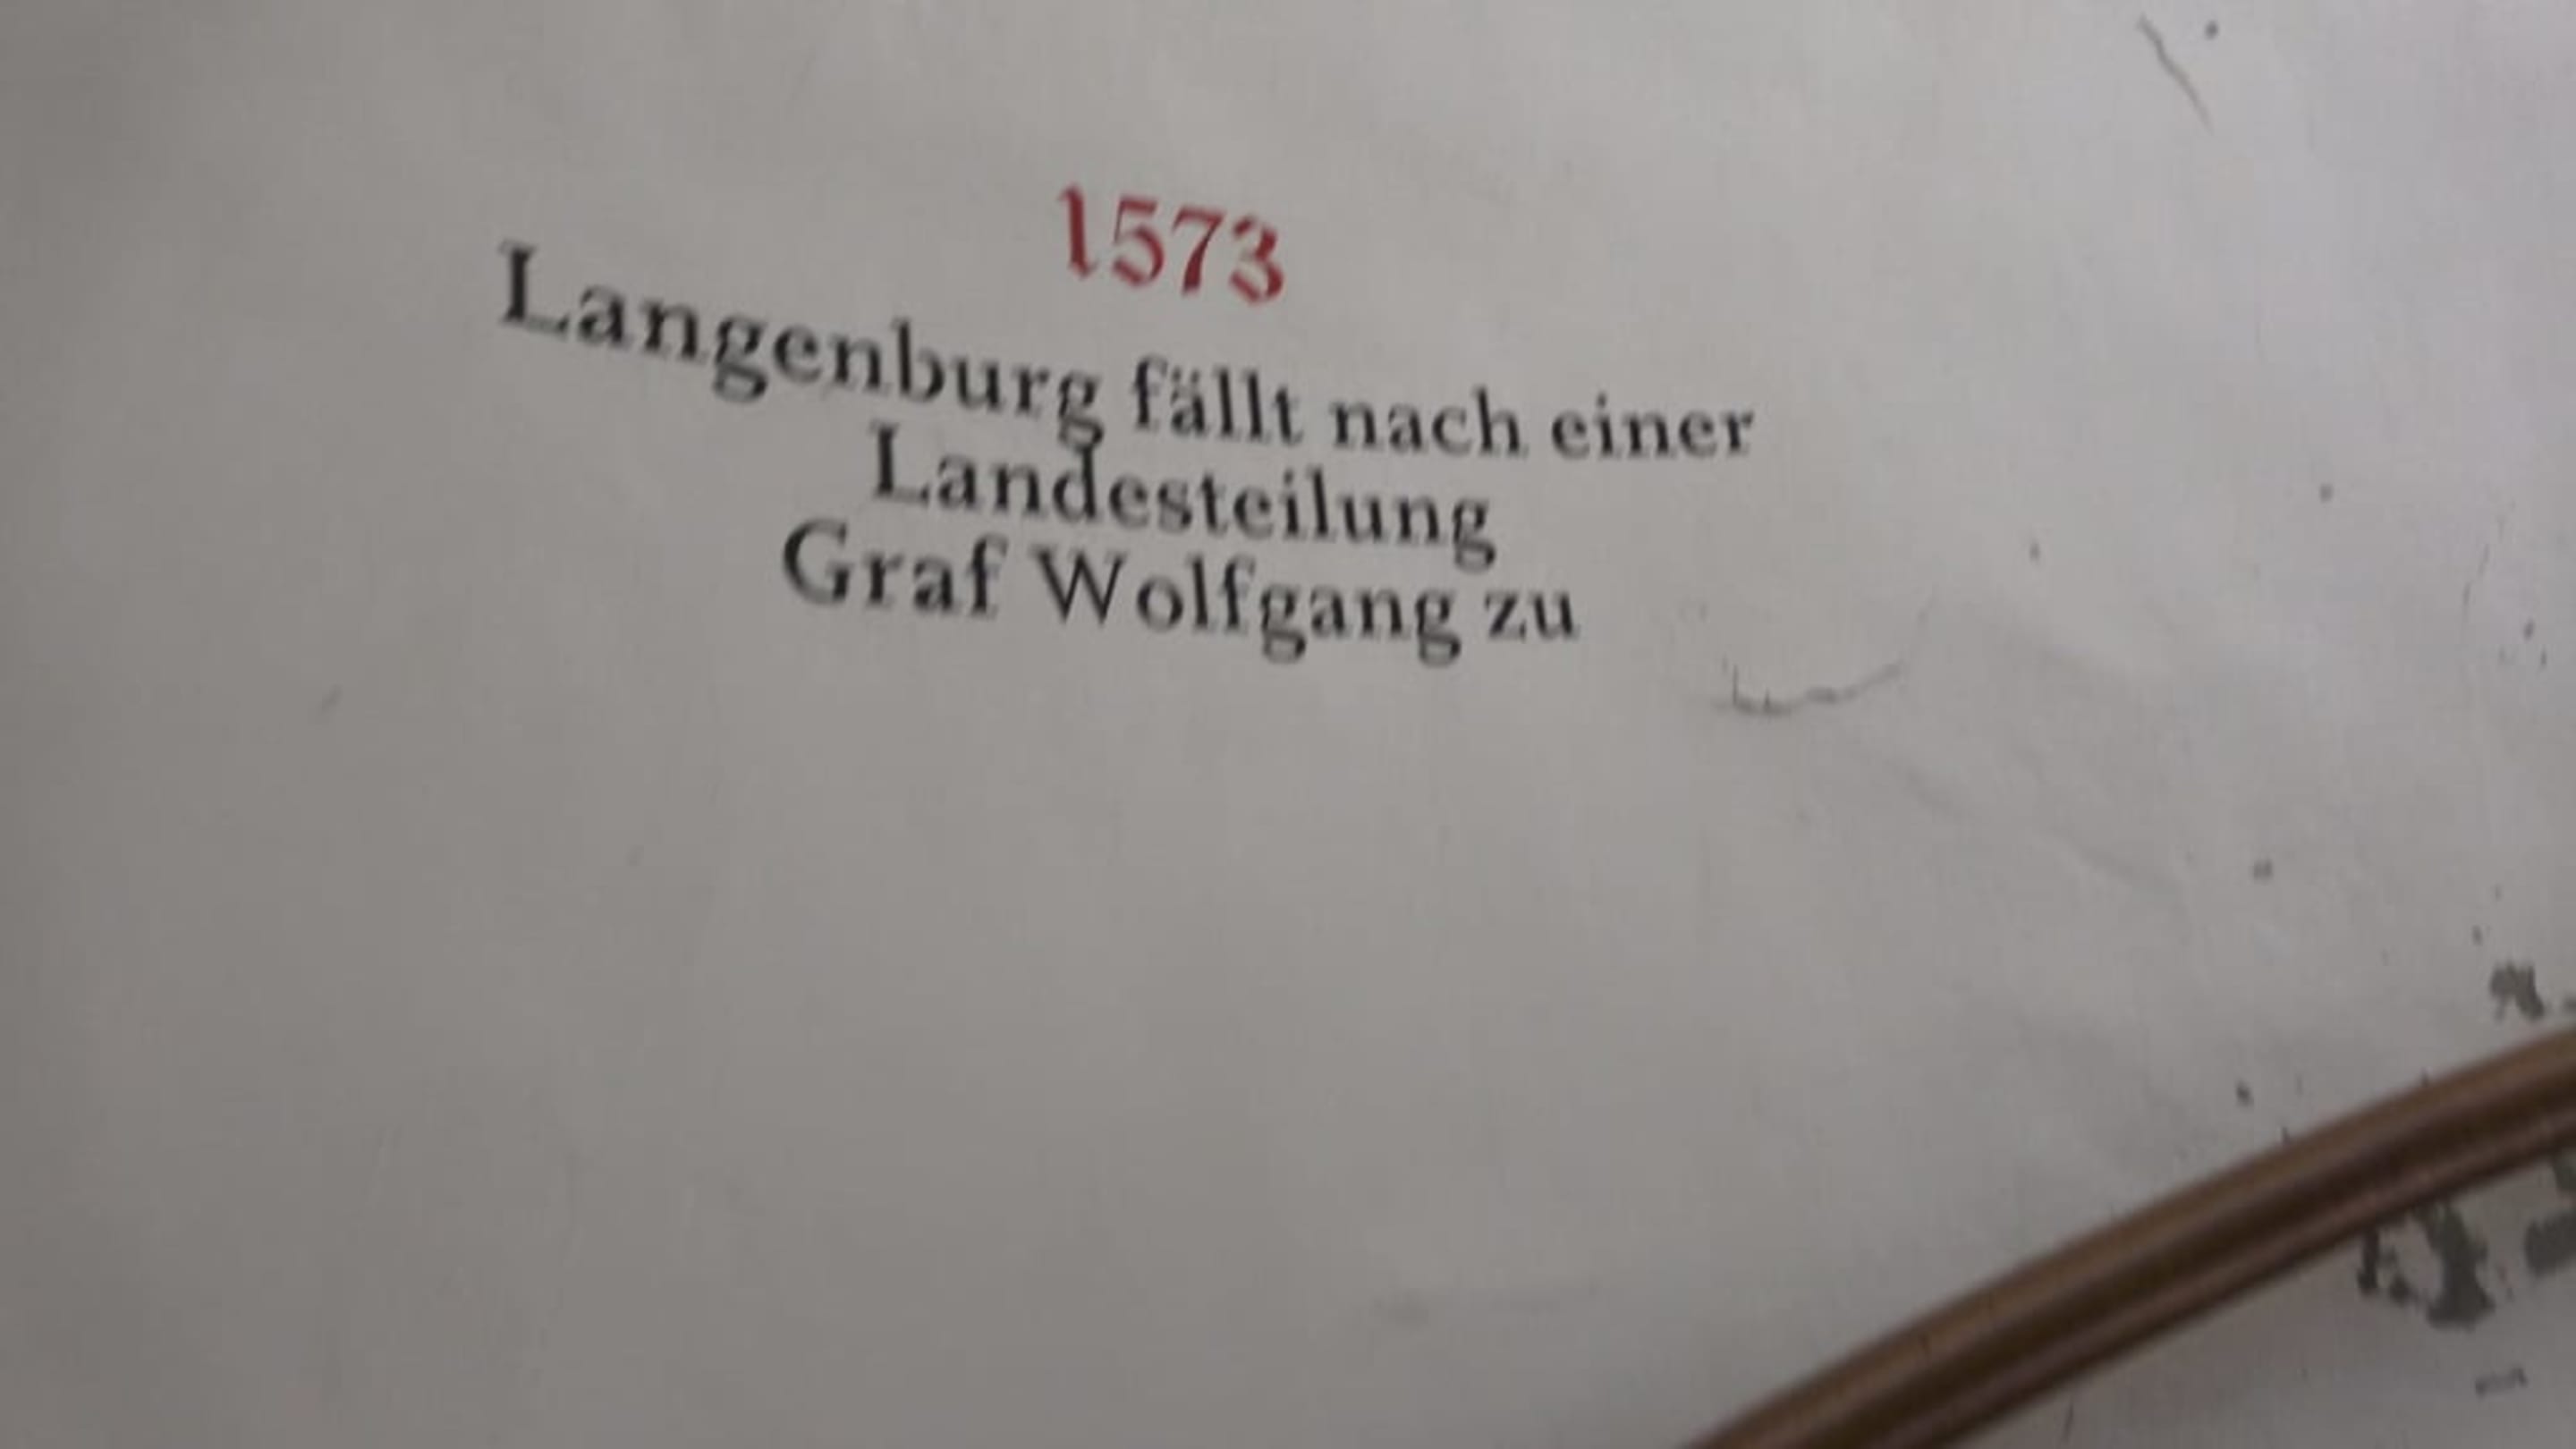 1573
Langenburg fällt nach einer
Landesteilung
Graf Wolfgang zu